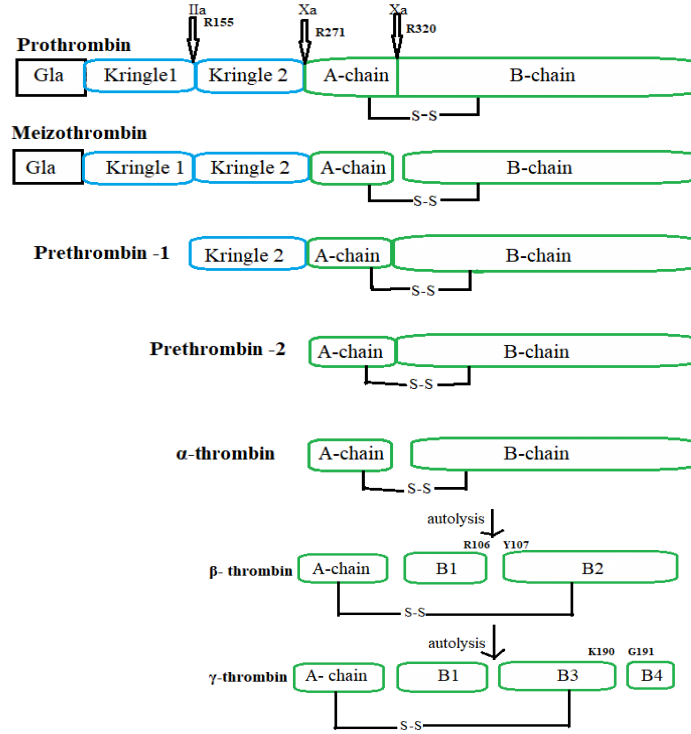 IIa Xa Xa
R155 R271 R320
Prothrombin
Gla Kringle1 Kringle 2 A-chain B-chain
S-S
Meizothrombin
Gla Kringle 1 Kringle 2 A-chain B-chain
S-S
Prethrombin -1
Kringle 2 A-chain B-chain
S-S
Prethrombin -2
A-chain B-chain
S-S
α-thrombin
A-chain B-chain
S-S
autolysis
R106 Y107
β- thrombin A-chain B1 B2
S-S
autolysis
K190 G191
γ-thrombin A- chain B1 B3 B4
S-S